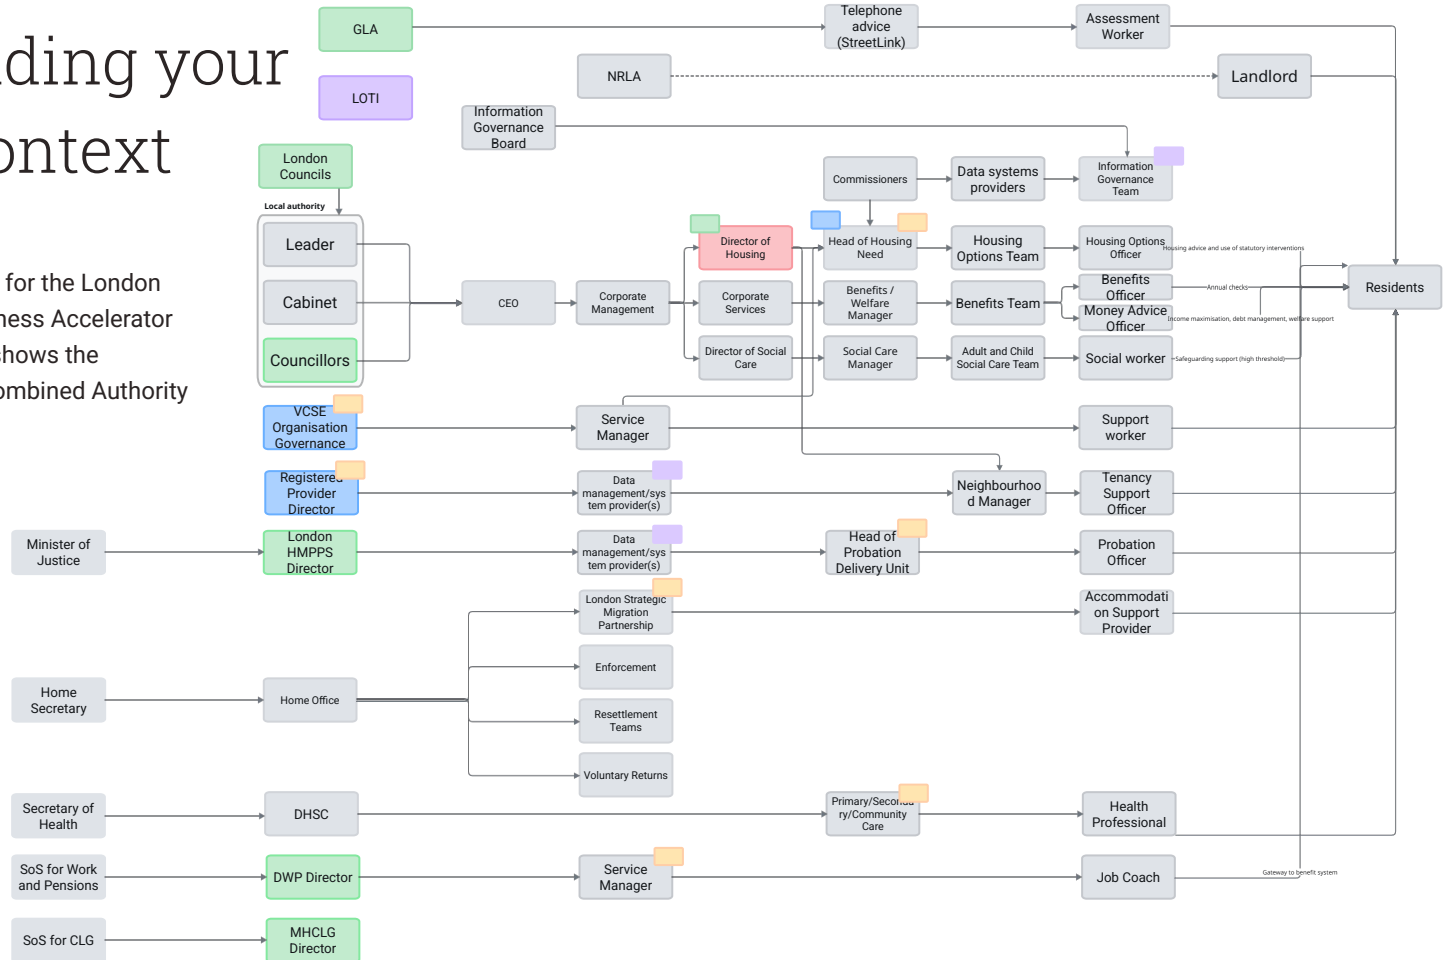 ding your
ontext
for the London
ness Accelerator
shows the
ombined Authority
GLA
LOTI
Telephone
advice
(StreetLink)
Assessment
Worker
NRLA
Landlord
Information
Governance
Board
London
Councils
Local authority
Leader
Cabinet
Councillors
CEO
Corporate
Management
Commissioners
Data systems
providers
Information
Governance
Team
Director of
Housing
Head of Housing
Need
Housing
Options Team
Housing Options
Officer
Housing advice and use of statutory interventions
Corporate
Services
Benefits /
Welfare
Manager
Benefits Team
Benefits
Officer
Annual checks
Money Advice
Officer
Income maximisation, debt management, welfare support
Residents
Director of Social
Care
Social Care
Manager
Adult and Child
Social Care Team
Social worker
Safeguarding support (high threshold)
VCSE
Organisation
Governance
Service
Manager
Support
worker
Registered
Provider
Director
Data
management/sys
tem provider(s)
Neighbourhoo
d Manager
Tenancy
Support
Officer
Minister of
Justice
London
HMPPS
Director
Data
management/sys
tem provider(s)
Head of
Probation
Delivery Unit
Probation
Officer
London Strategic
Migration
Partnership
Accommodati
on Support
Provider
Enforcement
Home
Secretary
Home Office
Resettlement
Teams
Voluntary Returns
Secretary of
Health
DHSC
Primary/Seconda
ry/Community
Care
Health
Professional
SoS for Work
and Pensions
DWP Director
Service
Manager
Job Coach
Gateway to benefit system
SoS for CLG
MHCLG
Director